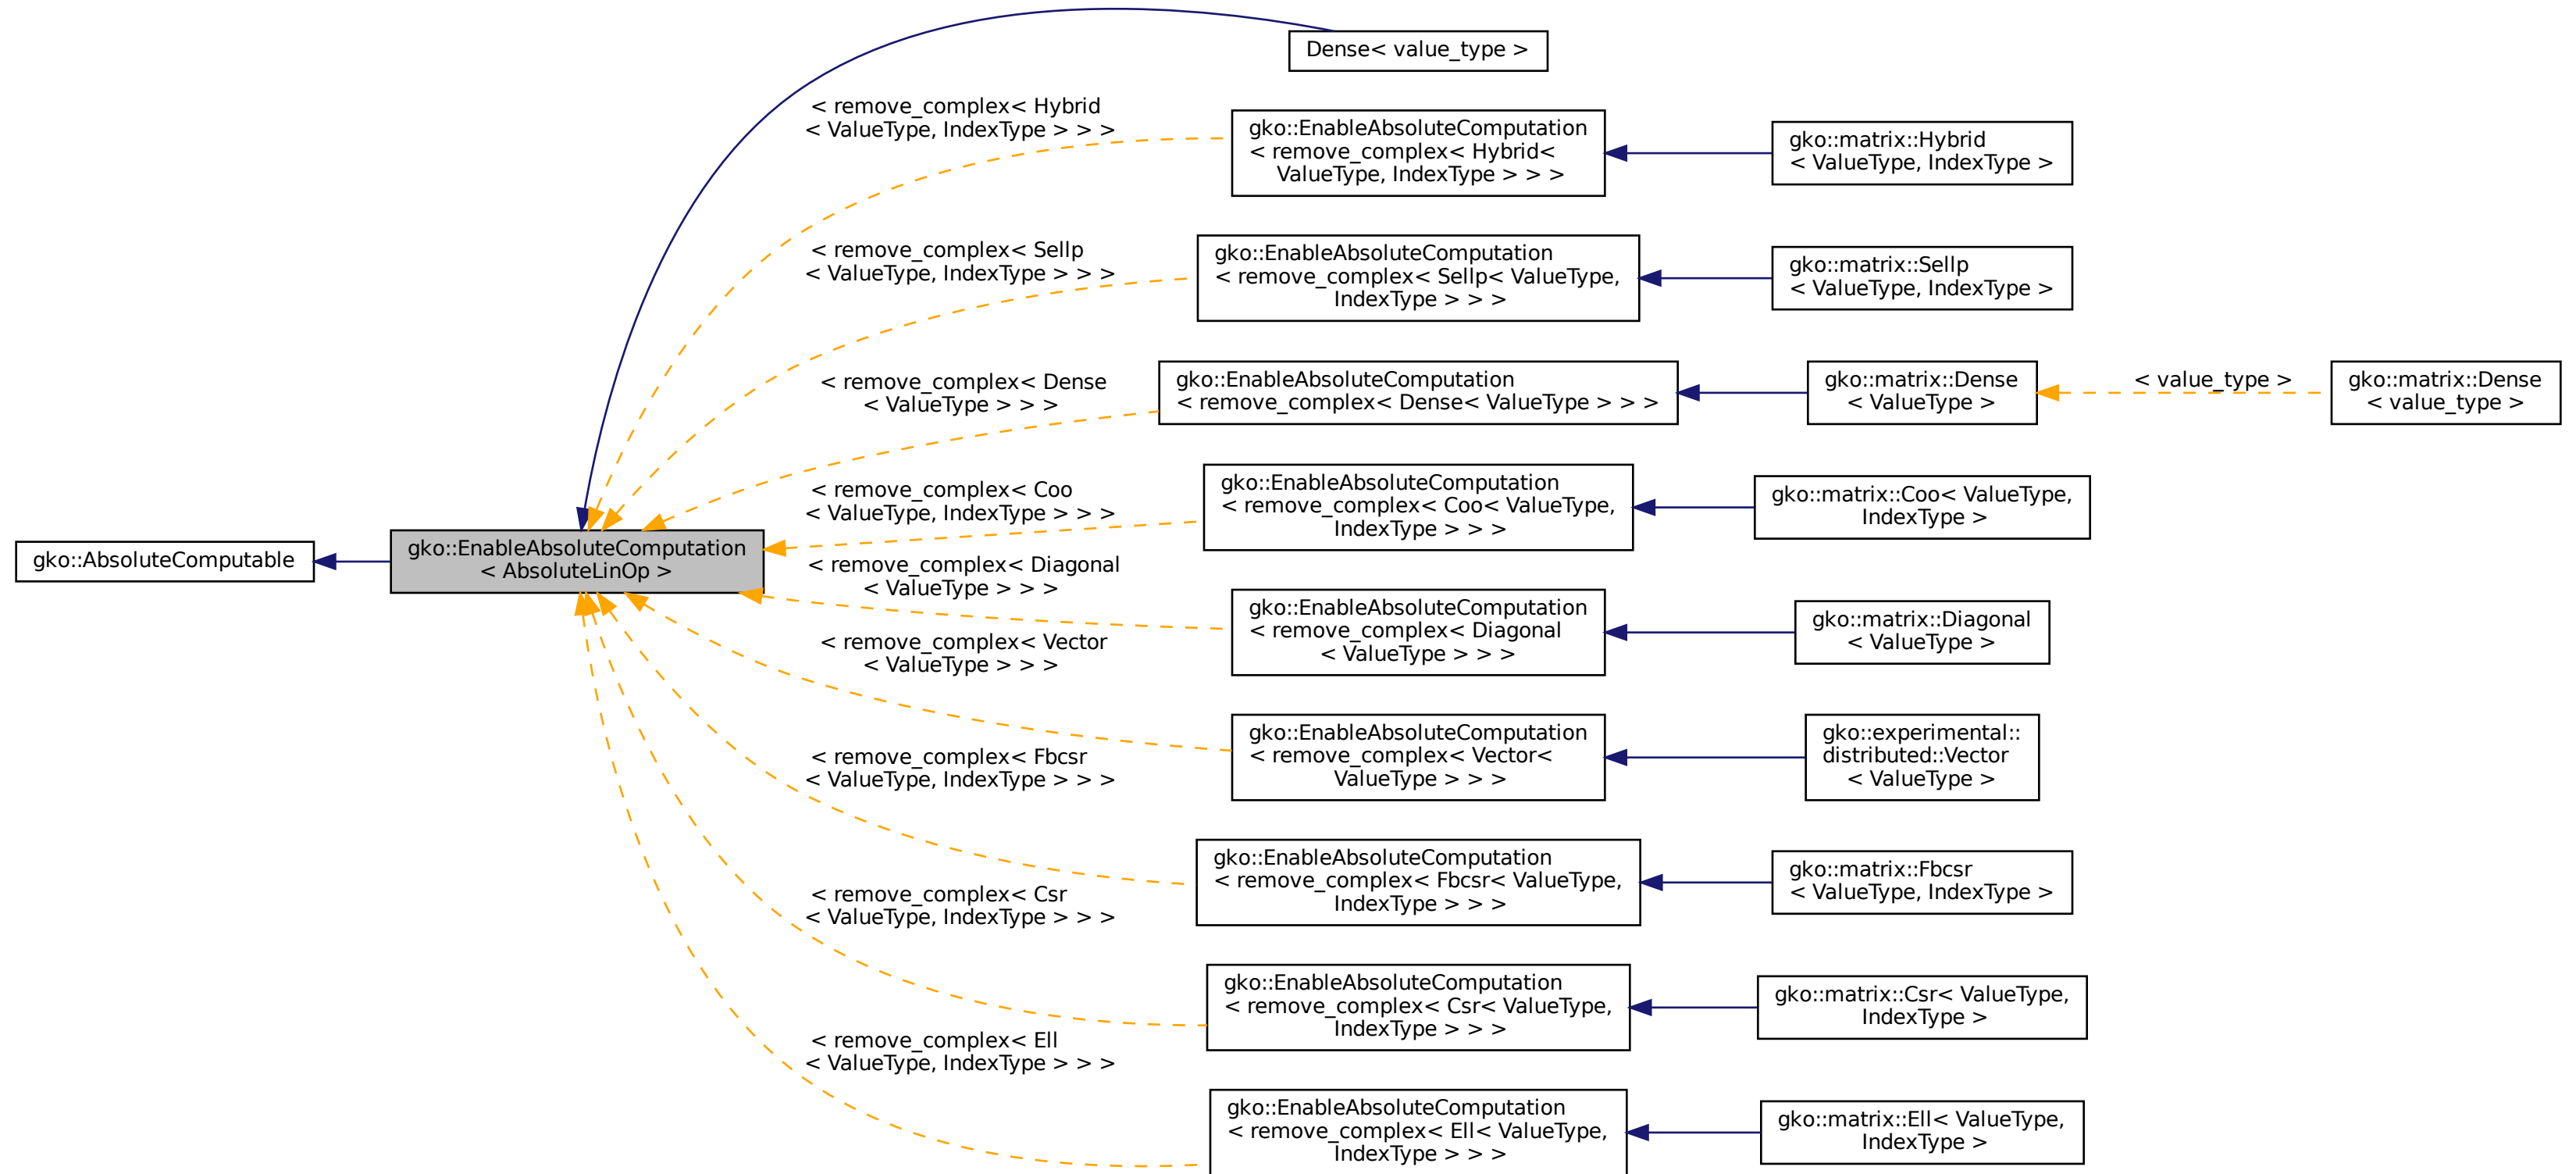 Dense< value_type >
< remove_complex< Hybrid
< ValueType, IndexType > > >
gko::EnableAbsoluteComputation
< remove_complex< Hybrid<
ValueType, IndexType > > >
gko::matrix::Hybrid
< ValueType, IndexType >
< remove_complex< Sellp
< ValueType, IndexType > > >
gko::EnableAbsoluteComputation
< remove_complex< Sellp< ValueType,
IndexType > > >
gko::matrix::Sellp
< ValueType, IndexType >
< remove_complex< Dense
< ValueType > > >
gko::EnableAbsoluteComputation
< remove_complex< Dense< ValueType > > >
gko::matrix::Dense
< ValueType >
< value_type >
gko::matrix::Dense
< value_type >
< remove_complex< Coo
< ValueType, IndexType > > >
gko::EnableAbsoluteComputation
< remove_complex< Coo< ValueType,
IndexType > > >
gko::matrix::Coo< ValueType,
IndexType >
gko::AbsoluteComputable
gko::EnableAbsoluteComputation
< AbsoluteLinOp >
< remove_complex< Diagonal
< ValueType > > >
gko::EnableAbsoluteComputation
< remove_complex< Diagonal
< ValueType > > >
gko::matrix::Diagonal
< ValueType >
< remove_complex< Vector
< ValueType > > >
gko::EnableAbsoluteComputation
< remove_complex< Vector<
ValueType > > >
gko::experimental::
distributed::Vector
< ValueType >
< remove_complex< Fbcsr
< ValueType, IndexType > > >
gko::EnableAbsoluteComputation
< remove_complex< Fbcsr< ValueType,
IndexType > > >
gko::matrix::Fbcsr
< ValueType, IndexType >
< remove_complex< Csr
< ValueType, IndexType > > >
gko::EnableAbsoluteComputation
< remove_complex< Csr< ValueType,
IndexType > > >
gko::matrix::Csr< ValueType,
IndexType >
< remove_complex< Ell
< ValueType, IndexType > > >
gko::EnableAbsoluteComputation
< remove_complex< Ell< ValueType,
IndexType > > >
gko::matrix::Ell< ValueType,
IndexType >